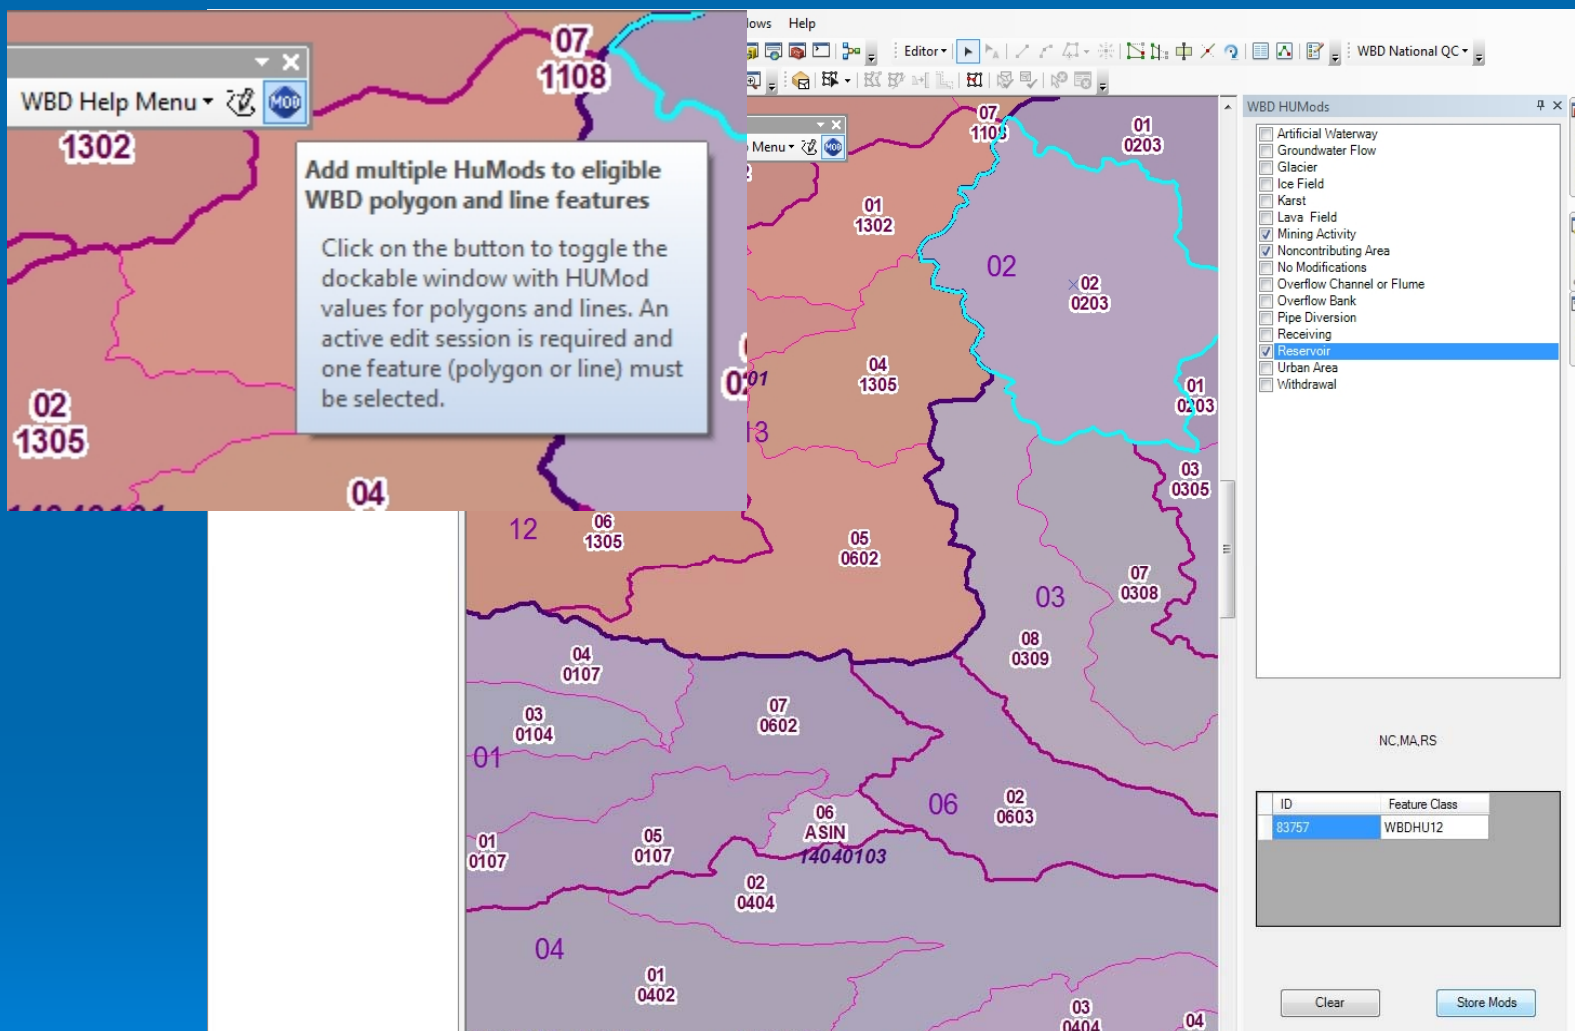 WBD Help Menu
MOD
Add multiple HuMods to eligible
WBD polygon and line features
Click on the button to toggle the
dockable window with HUMod
values for polygons and lines. An
active edit session is required and
one feature (polygon or line) must
be selected.
07
1108
1302
02
1305
04
Help
Editor
WBD National QC
Menu
MOD
07
01
0203
01
1302
02
02
0203
04
1305
01
0203
01
13
03
0305
12
06
1305
05
0602
07
0308
03
08
0309
04
0107
03
0104
07
0602
01
06
02
0603
06
ASIN
14040103
01
0107
05
0107
02
0404
04
01
0402
03
0404
04
WBD HUMods
Artificial Waterway
Groundwater Flow
Glacier
Ice Field
Karst
Lava Field
Mining Activity
Noncontributing Area
No Modifications
Overflow Channel or Flume
Overflow Bank
Pipe Diversion
Receiving
Reservoir
Urban Area
Withdrawal
NC,MA,RS
ID Feature Class
83757 WBDHU12
Clear Store Mods